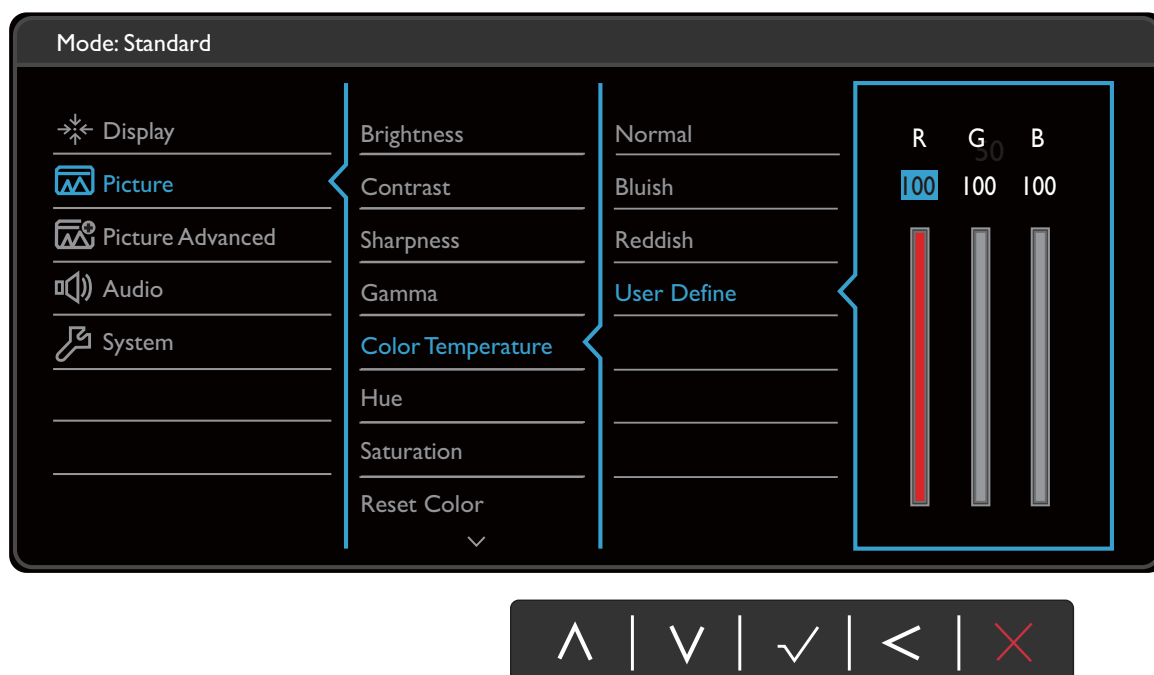 Mode: Standard
Display
Picture
Picture Advanced
Audio
System
Brightness
Contrast
Sharpness
Gamma
Color Temperature
Hue
Saturation
Reset Color
Normal
Bluish
Reddish
User Define
R G B
50
100 100 100